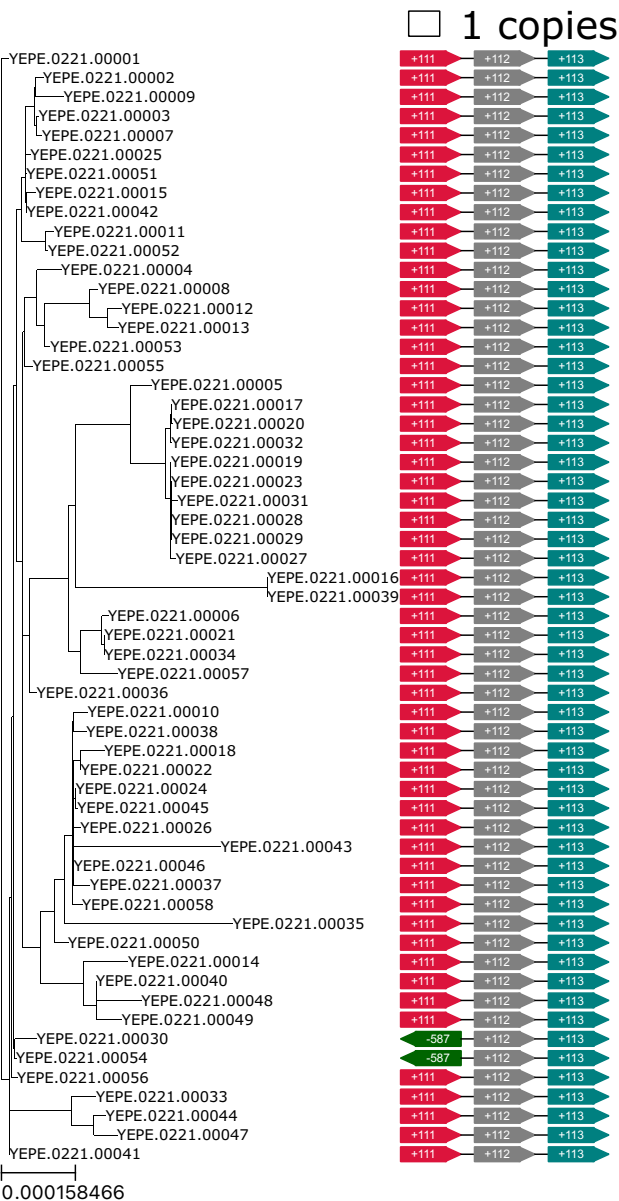 1 copies
YEPE.0221.00001 +111 +112 +113
YEPE.0221.00002 +111 +112 +113
YEPE.0221.00009 +111 +112 +113
YEPE.0221.00003 +111 +112 +113
YEPE.0221.00007 +111 +112 +113
YEPE.0221.00025 +111 +112 +113
YEPE.0221.00051 +111 +112 +113
YEPE.0221.00015 +111 +112 +113
YEPE.0221.00042 +111 +112 +113
YEPE.0221.00011 +111 +112 +113
YEPE.0221.00052 +111 +112 +113
YEPE.0221.00004 +111 +112 +113
YEPE.0221.00008 +111 +112 +113
YEPE.0221.00012 +111 +112 +113
YEPE.0221.00013 +111 +112 +113
YEPE.0221.00053 +111 +112 +113
YEPE.0221.00055 +111 +112 +113
YEPE.0221.00005 +111 +112 +113
YEPE.0221.00017 +111 +112 +113
YEPE.0221.00020 +111 +112 +113
YEPE.0221.00032 +111 +112 +113
YEPE.0221.00019 +111 +112 +113
YEPE.0221.00023 +111 +112 +113
YEPE.0221.00031 +111 +112 +113
YEPE.0221.00028 +111 +112 +113
YEPE.0221.00029 +111 +112 +113
YEPE.0221.00027 +111 +112 +113
YEPE.0221.00016 +111 +112 +113
YEPE.0221.00039 +111 +112 +113
YEPE.0221.00006 +111 +112 +113
YEPE.0221.00021 +111 +112 +113
YEPE.0221.00034 +111 +112 +113
YEPE.0221.00057 +111 +112 +113
YEPE.0221.00036 +111 +112 +113
YEPE.0221.00010 +111 +112 +113
YEPE.0221.00038 +111 +112 +113
YEPE.0221.00018 +111 +112 +113
YEPE.0221.00022 +111 +112 +113
YEPE.0221.00024 +111 +112 +113
YEPE.0221.00045 +111 +112 +113
YEPE.0221.00026 +111 +112 +113
YEPE.0221.00043 +111 +112 +113
YEPE.0221.00046 +111 +112 +113
YEPE.0221.00037 +111 +112 +113
YEPE.0221.00058 +111 +112 +113
YEPE.0221.00035 +111 +112 +113
YEPE.0221.00050 +111 +112 +113
YEPE.0221.00014 +111 +112 +113
YEPE.0221.00040 +111 +112 +113
YEPE.0221.00048 +111 +112 +113
YEPE.0221.00049 +111 +112 +113
YEPE.0221.00030 -587 +112 +113
YEPE.0221.00054 -587 +112 +113
YEPE.0221.00056 +111 +112 +113
YEPE.0221.00033 +111 +112 +113
YEPE.0221.00044 +111 +112 +113
YEPE.0221.00047 +111 +112 +113
YEPE.0221.00041 +111 +112 +113
0.000158466